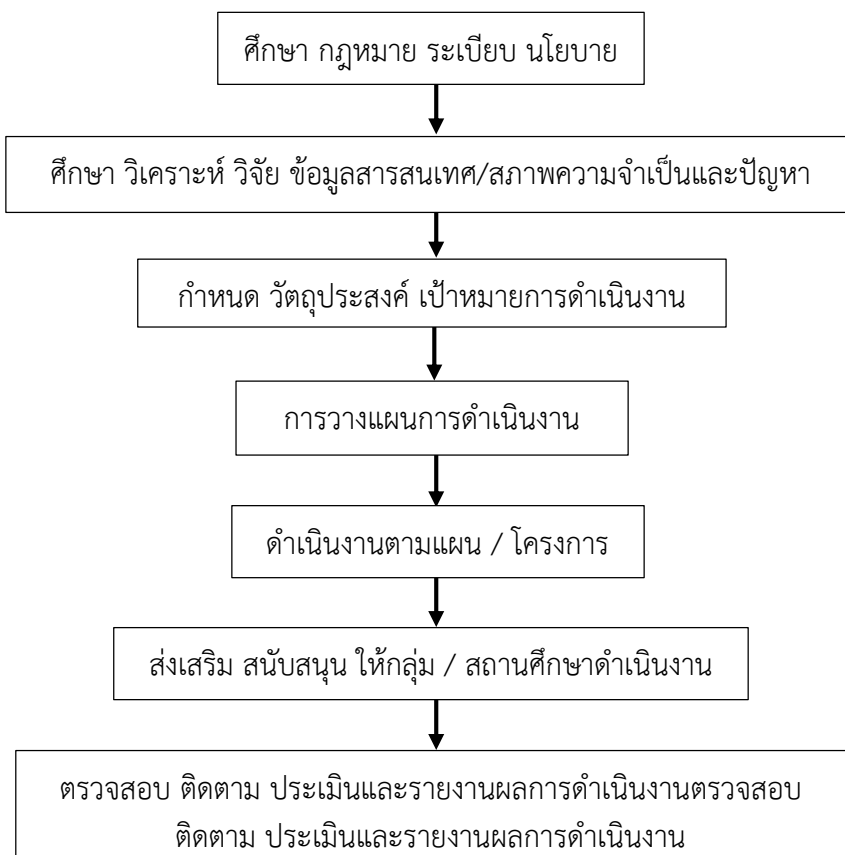 ศึกษา กฎหมาย ระเบียบ นโยบาย
ศึกษา วิเคราะห์ วิจัย ข้อมูลสารสนเทศ/สภาพความจำเป็นและปัญหา
กำหนด วัตถุประสงค์ เป้าหมายการดำเนินงาน
การวางแผนการดำเนินงาน
ดำเนินงานตามแผน / โครงการ
ส่งเสริม สนับสนุน ให้กลุ่ม / สถานศึกษาดำเนินงาน
ตรวจสอบ ติดตาม ประเมินและรายงานผลการดำเนินงานตรวจสอบ
ติดตาม ประเมินและรายงานผลการดำเนินงาน